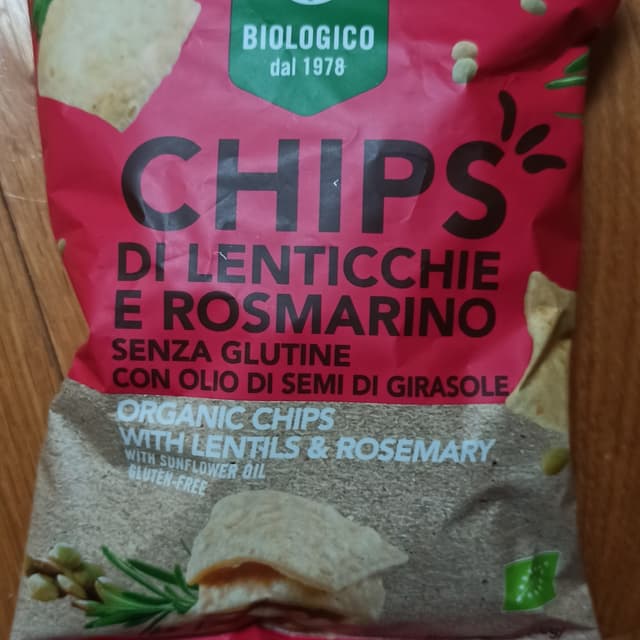 BIOLOGICO
dal 1978
CHIPS
DI LENTICCHIE
E ROSMARINO
SENZA GLUTINE
CON OLIO DI SEMI DI GIRASOLE
ORGANIC CHIPS
WITH LENTILS & ROSEMARY
WITH SUNFLOWER OIL
GLUTEN-FREE